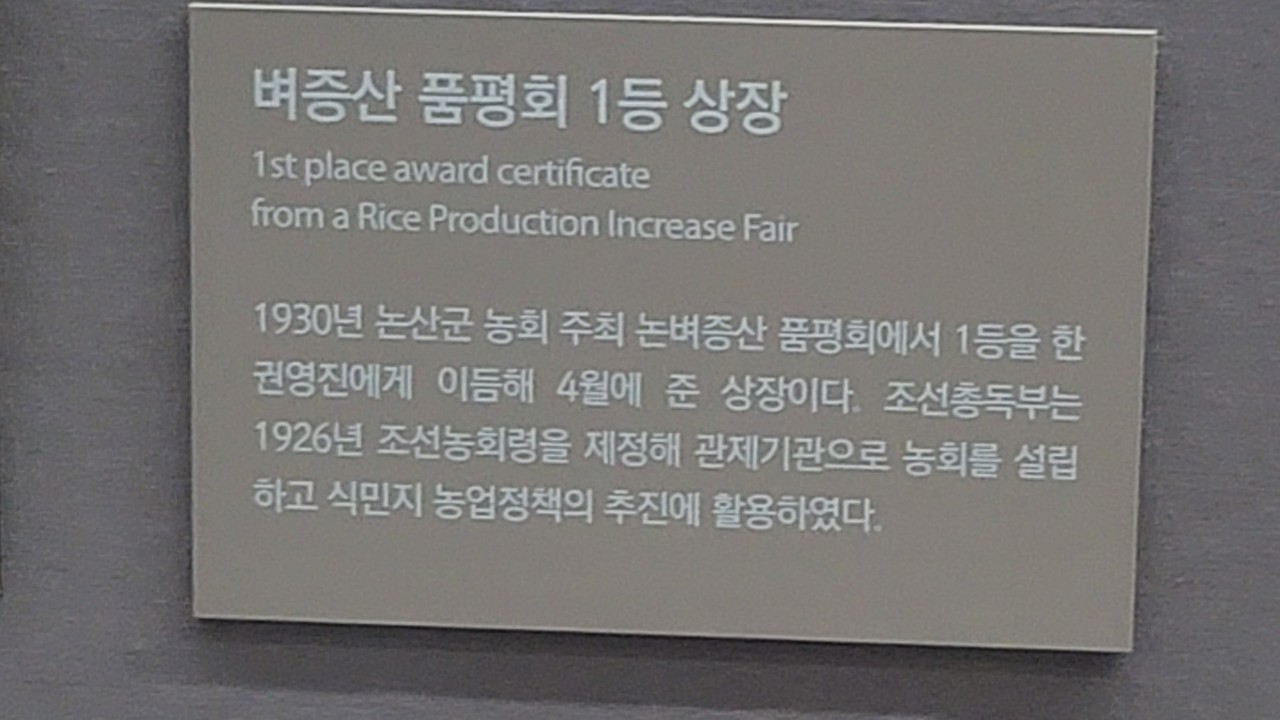 벼증산 품평회 1등 상장
1st place award certificate
from a Rice Production Increase Fair
1930년 논산군 농회 주최 논벼증산 품평회에서 1등을 한
권영진에게 이듬해 4월에 준 상장이다. 조선총독부는
1926년 조선농회령을 제정해 관제기관으로 농회를 설립
하고 식민지 농업정책의 추진에 활용하였다.